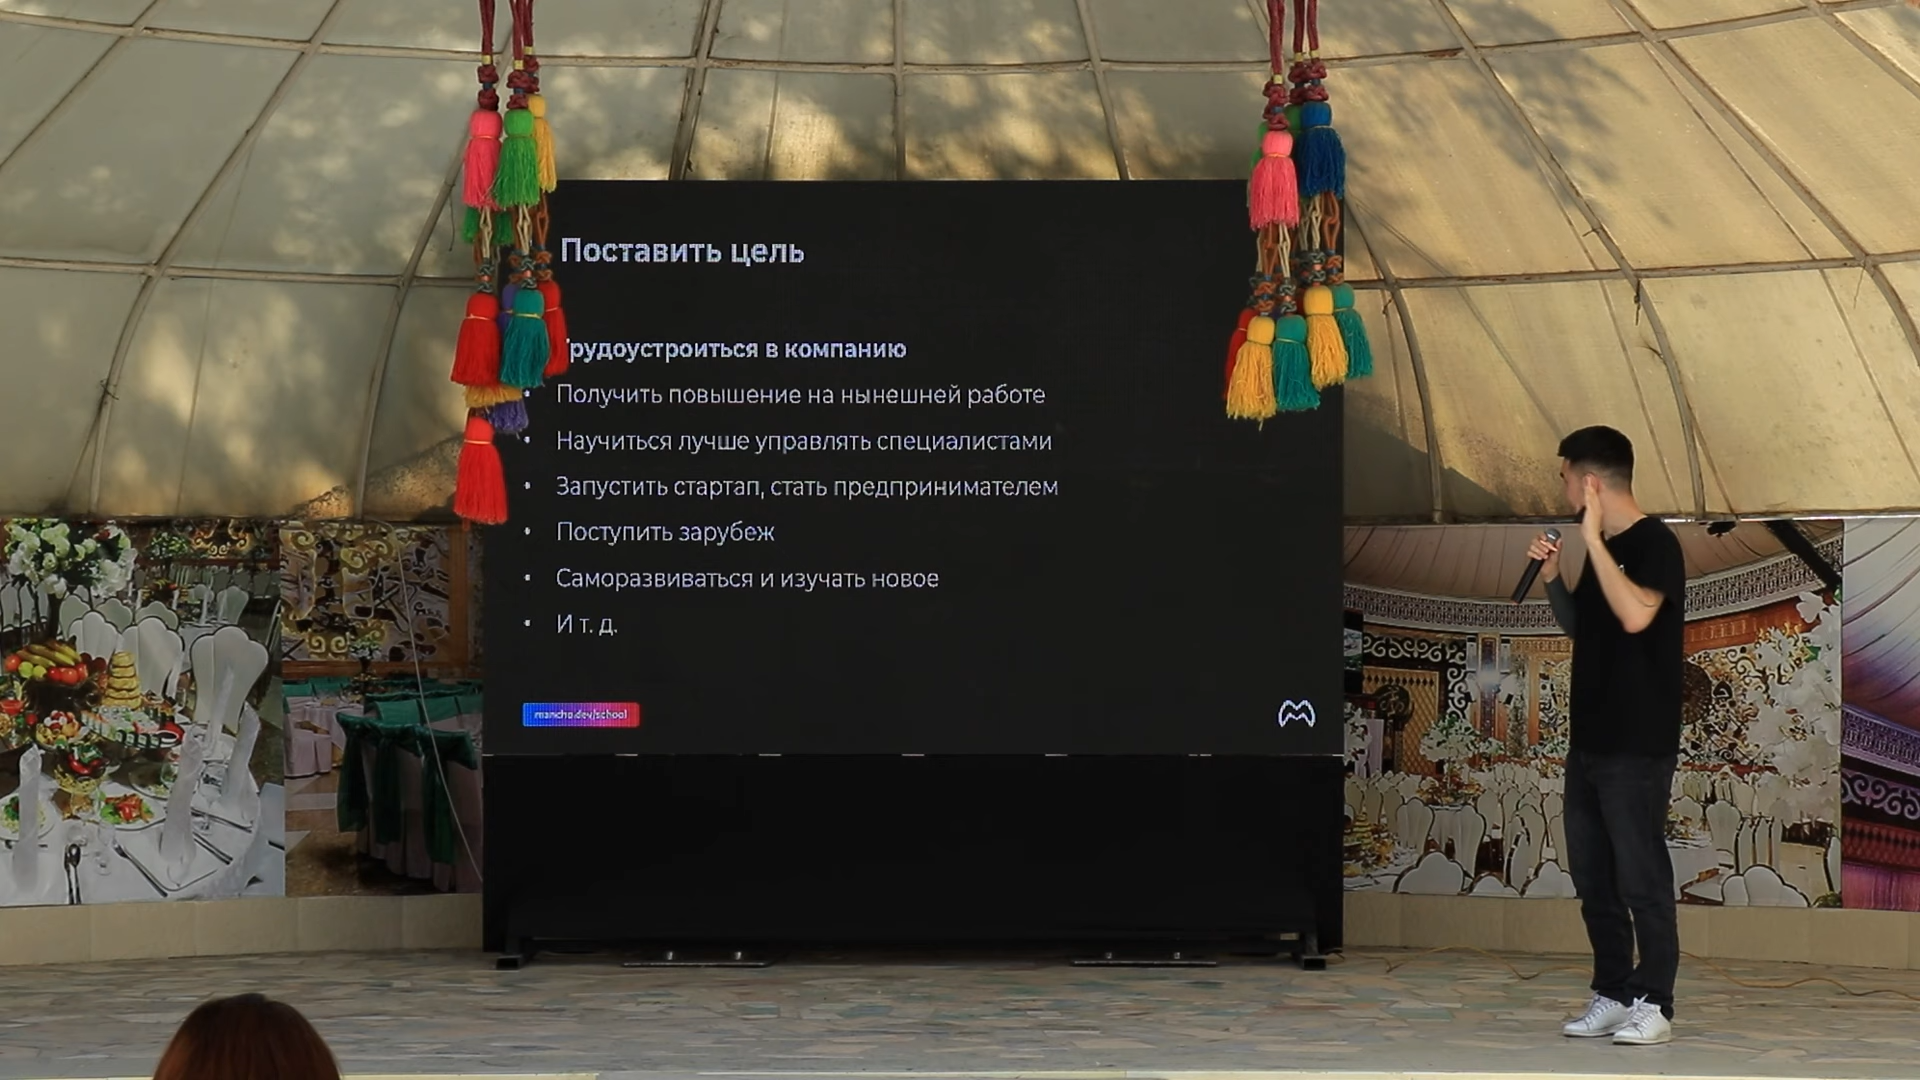 Поставить цель
Трудоустроиться в компанию
• Получить повышение на нынешней работе
• Научиться лучше управлять специалистами
• Запустить стартап, стать предпринимателем
• Поступить зарубеж
• Саморазвиваться и изучать новое
• И т. д.
mancho.dev/school